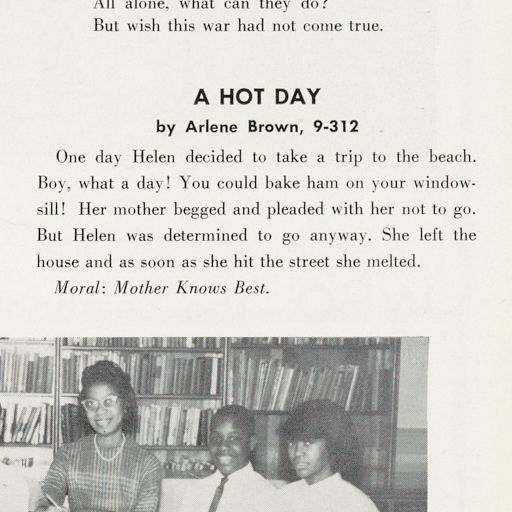 All alone, what can they do?
But wish this war had not come true.
A HOT DAY
by Arlene Brown, 9-312
One day Helen decided to take a trip to the beach.
Boy, what a day! You could bake ham on your window-
sill! Her mother begged and pleaded with her not to go.
But Helen was determined to go anyway. She left the
house and as soon as she hit the street she melted.
Moral: Mother Knows Best.